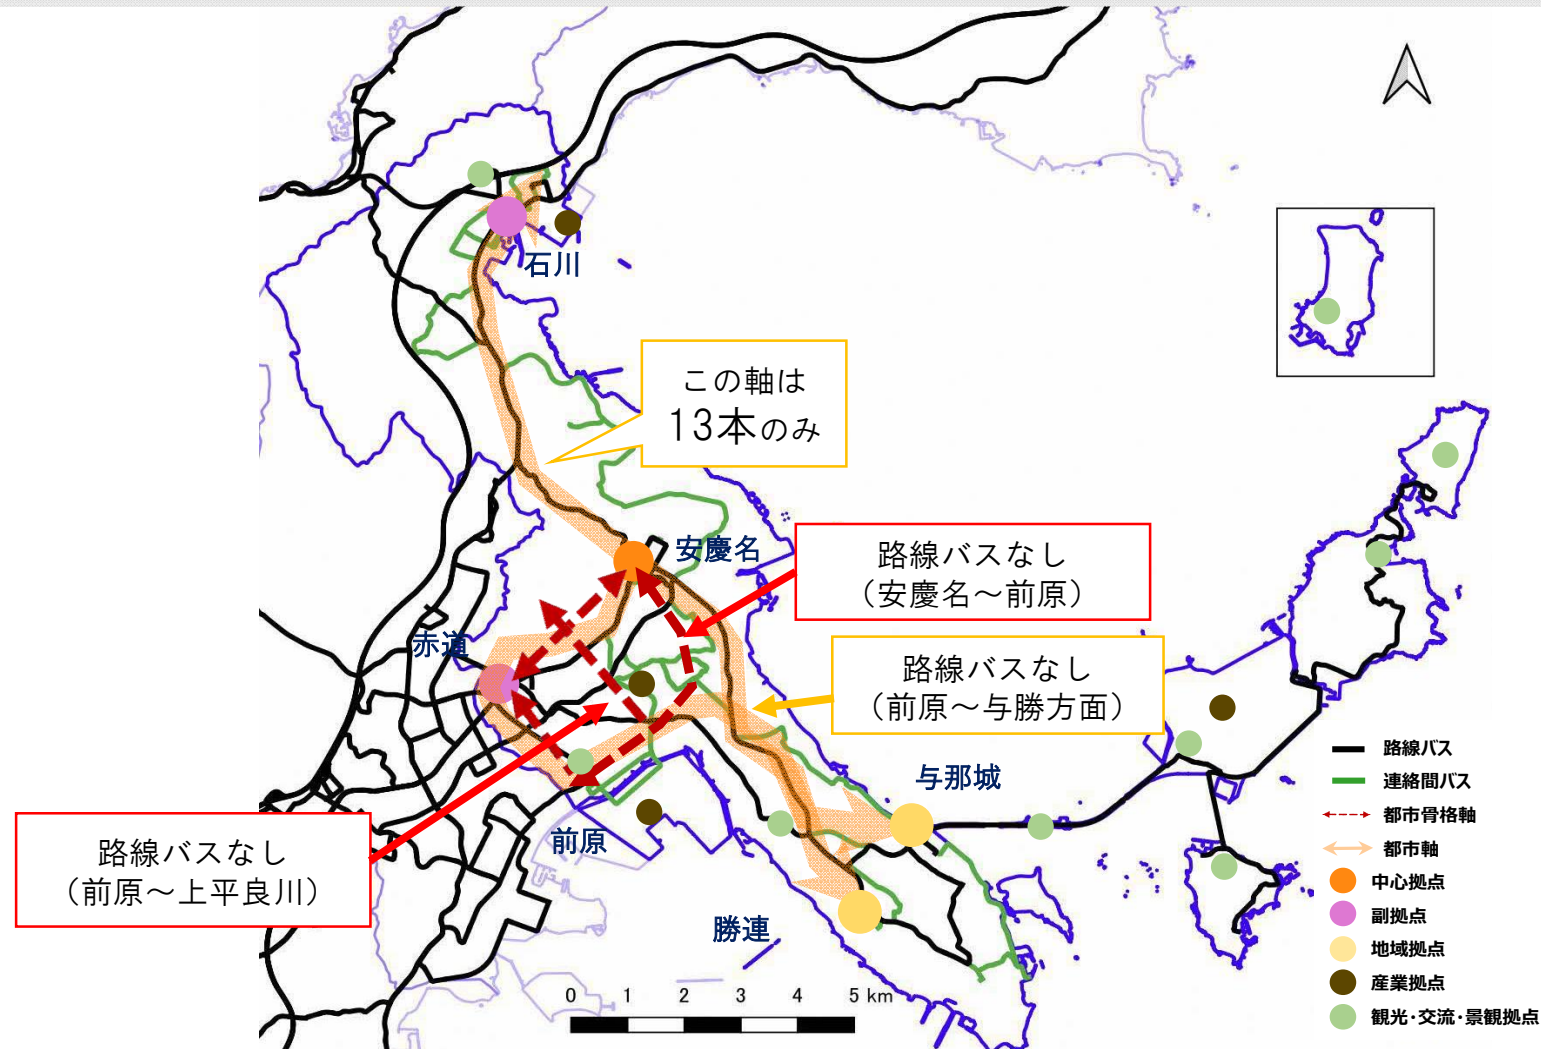 石川
この軸は
13本のみ
安慶名
路線バスなし
（安慶名～前原）
赤道
路線バスなし
（前原～与勝方面）
与那城
路線バスなし
（前原～上平良川）
前原
勝連
0 1 2 3 4 5 km
路線バス
連絡間バス
都市骨格軸
都市軸
中心拠点
副拠点
地域拠点
産業拠点
観光・交流・景観拠点